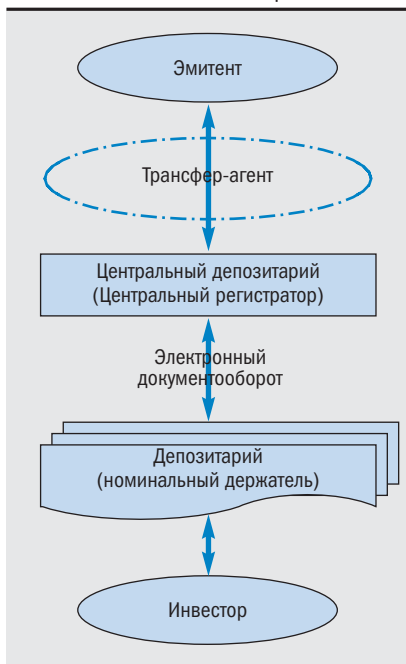 Эмитент
Трансфер-агент
Центральный депозитарий
(Центральный регистратор)
Электронный
документооборот
Депозитарий
(номинальный держатель)
Инвестор